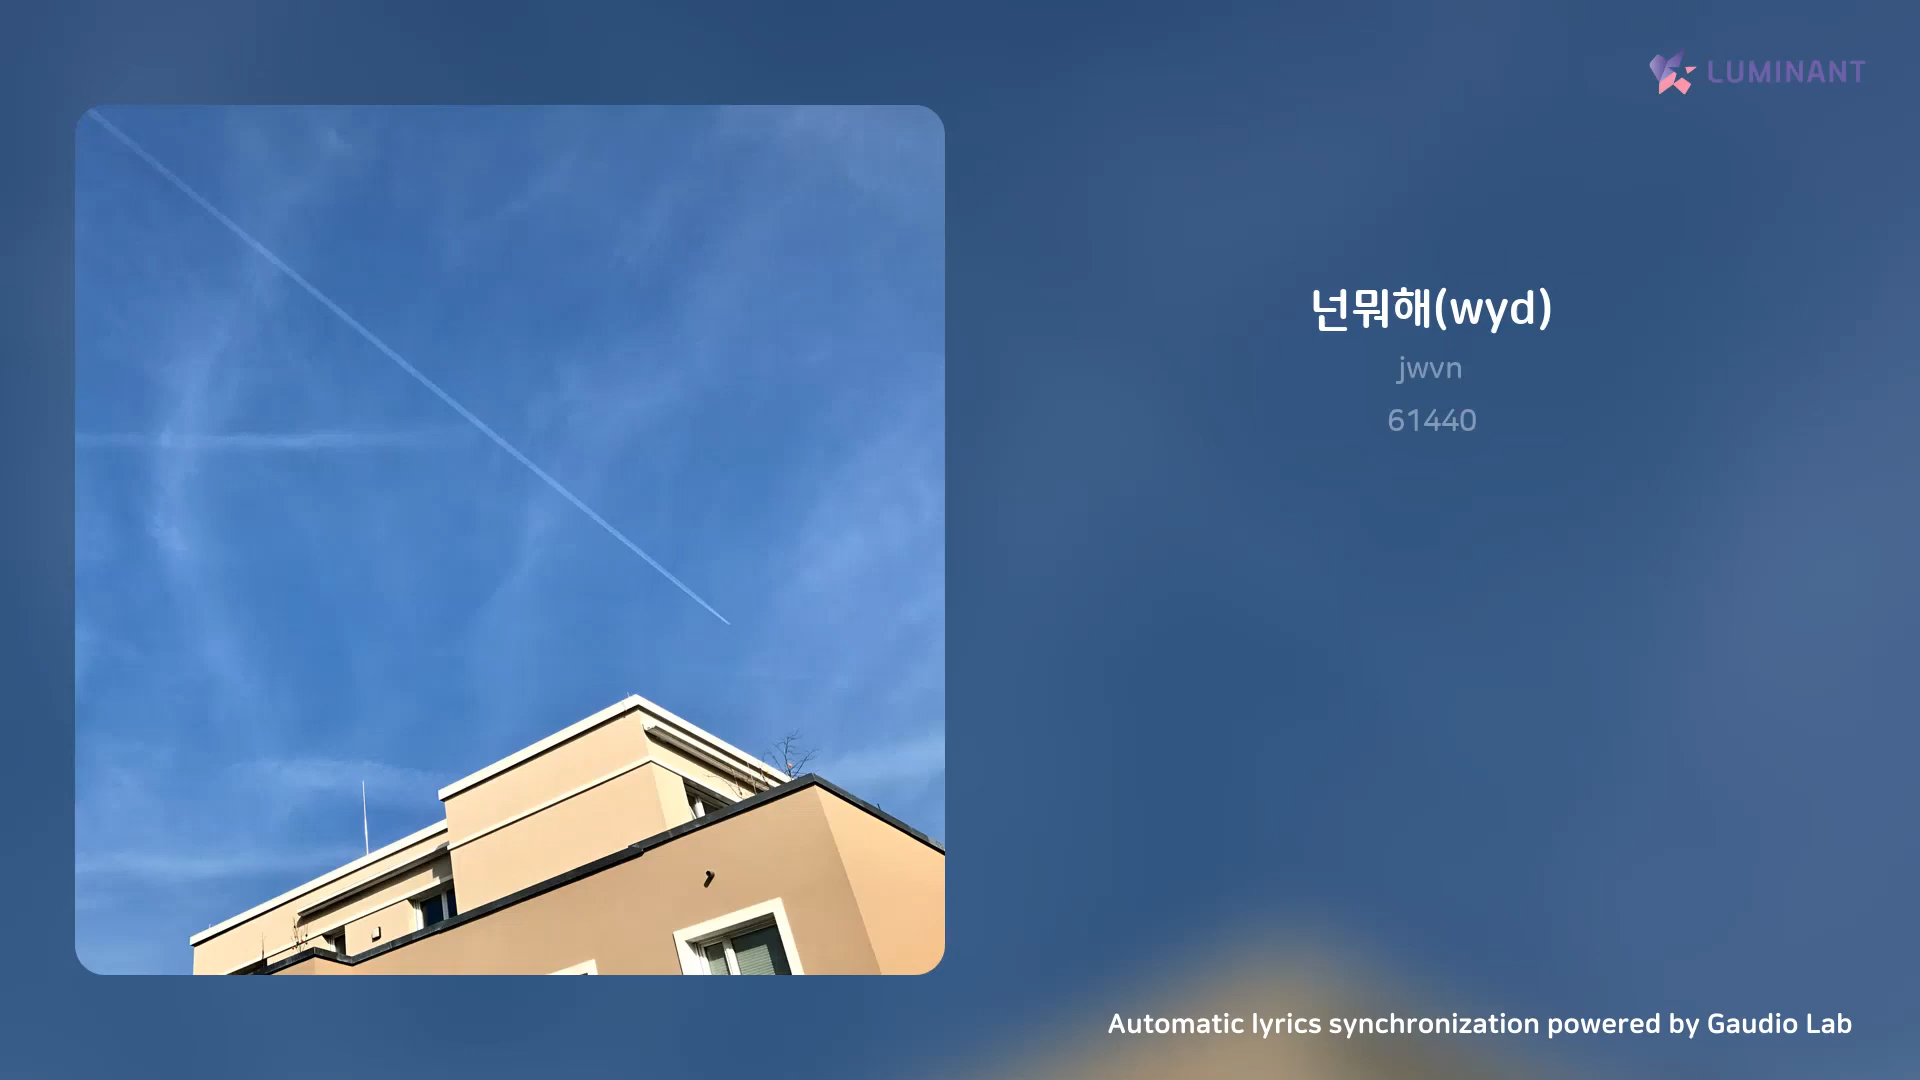 LUMINANT
넌뭐해(wyd)
jwvn
61440
Automatic lyrics synchronization powered by Gaudio Lab